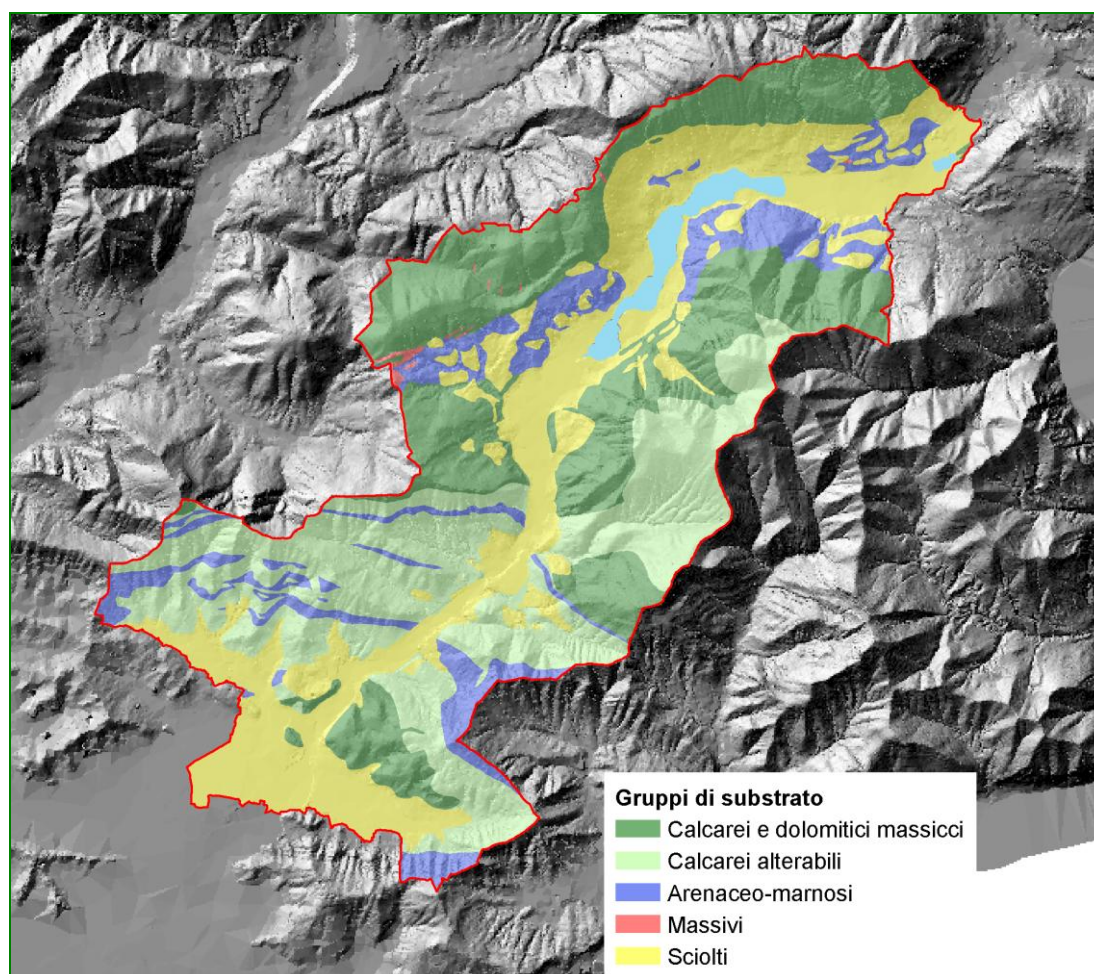 Gruppi di substrato
Calcarei e dolomitici massicci
Calcarei alterabili
Arenaceo-marnosi
Massivi
Sciolti